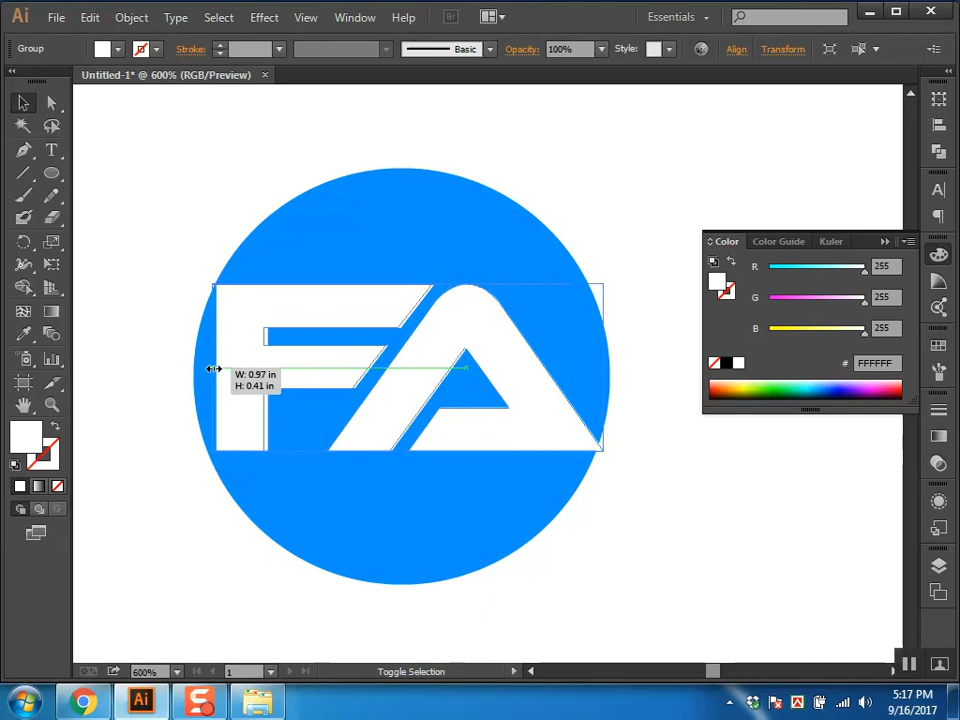 Ai File Edit Object Type Select Effect View Window Help Br Essentials
Group Stroke: Basic Opacity: 100% Style: Align Transform
Untitled-1* @ 600% (RGB/Preview) ×
FA
W: 0.97 in
H: 0.41 in
Color Color Guide Kuler
R 255
G 255
B 255
# FFFFFF
600% 1 Toggle Selection
Ai S 5:17 PM
9/16/2017